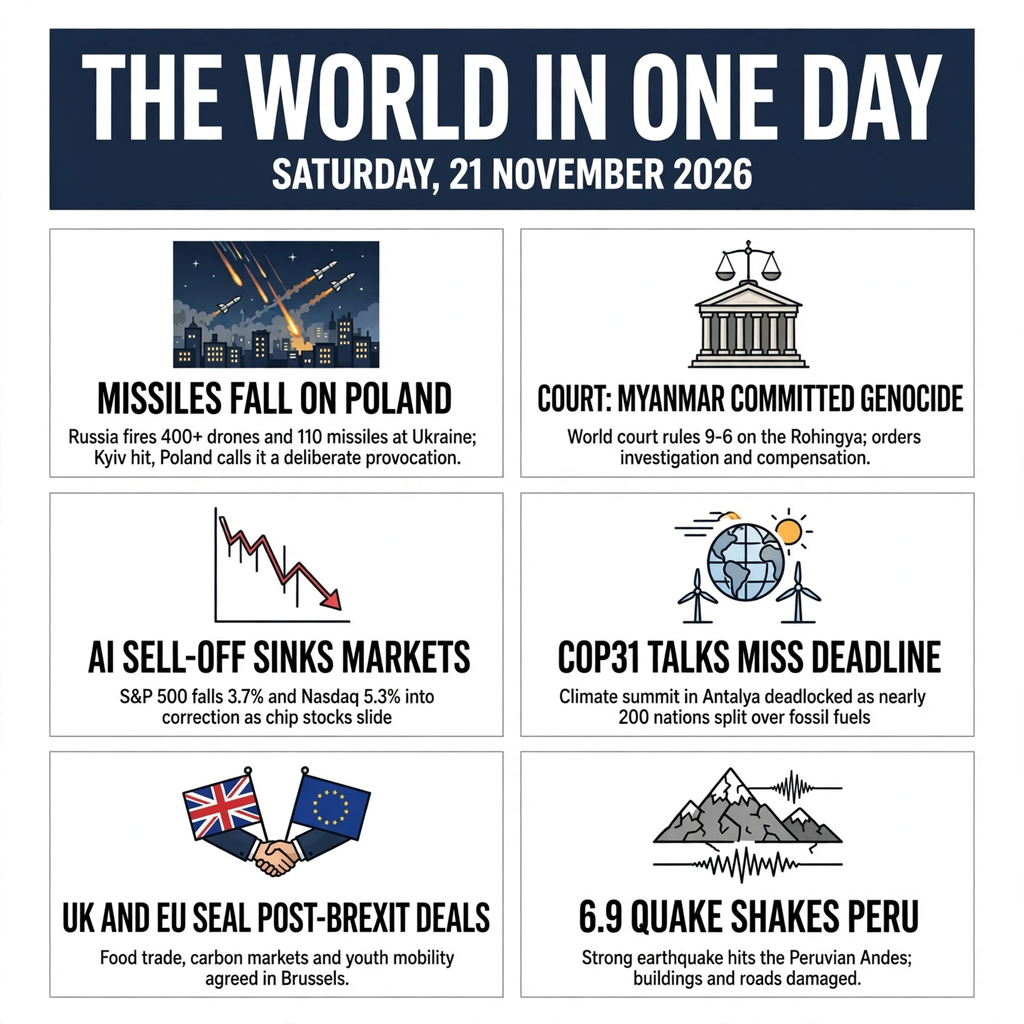 THE WORLD IN ONE DAY
SATURDAY, 21 NOVEMBER 2026
MISSILES FALL ON POLAND
Russia fires 400+ drones and 110 missiles at Ukraine;
Kyiv hit, Poland calls it a deliberate provocation.
COURT: MYANMAR COMMITTED GENOCIDE
World court rules 9-6 on the Rohingya; orders
investigation and compensation.
AI SELL-OFF SINKS MARKETS
S&P 500 falls 3.7% and Nasdaq 5.3% into
correction as chip stocks slide
COP31 TALKS MISS DEADLINE
Climate summit in Antalya deadlocked as nearly
200 nations split over fossil fuels
UK AND EU SEAL POST-BREXIT DEALS
Food trade, carbon markets and youth mobility
agreed in Brussels.
6.9 QUAKE SHAKES PERU
Strong earthquake hits the Peruvian Andes;
buildings and roads damaged.